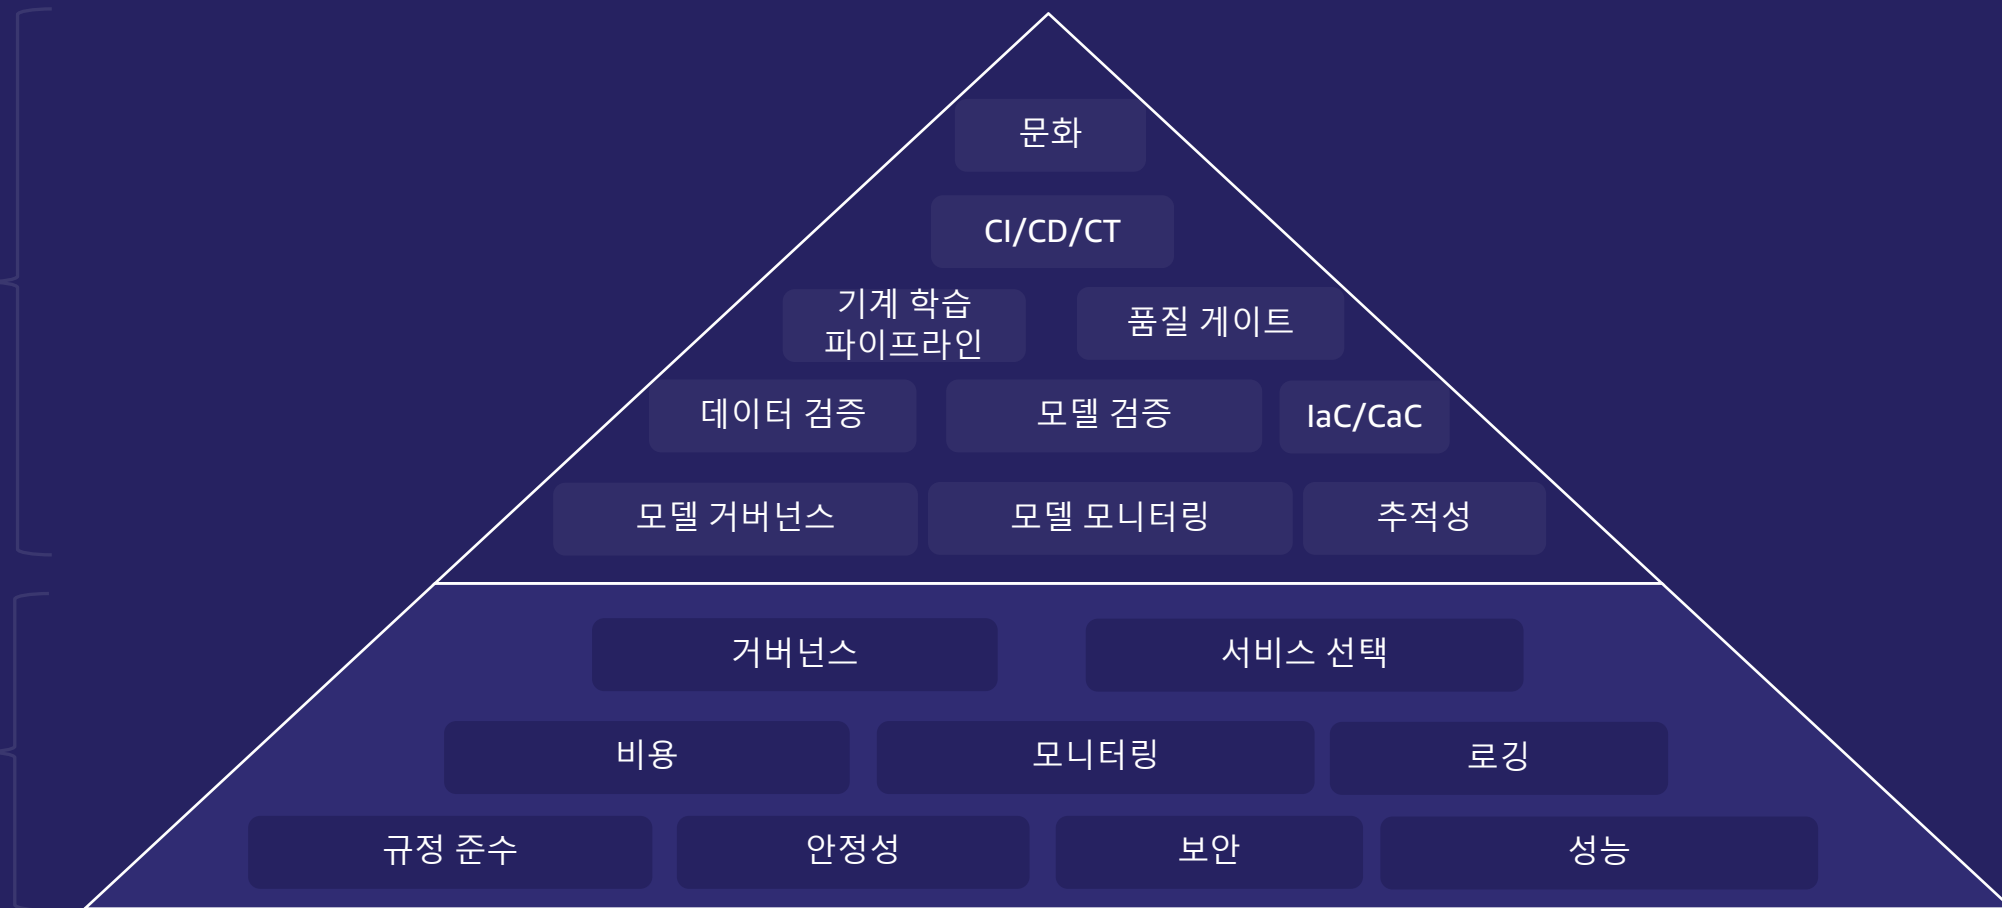 문화
CI/CD/CT
기계 학습
파이프라인
품질 게이트
데이터 검증
모델 검증
IaC/CaC
모델 거버넌스
모델 모니터링
추적성
거버넌스
서비스 선택
비용
모니터링
로깅
규정 준수
안정성
보안
성능